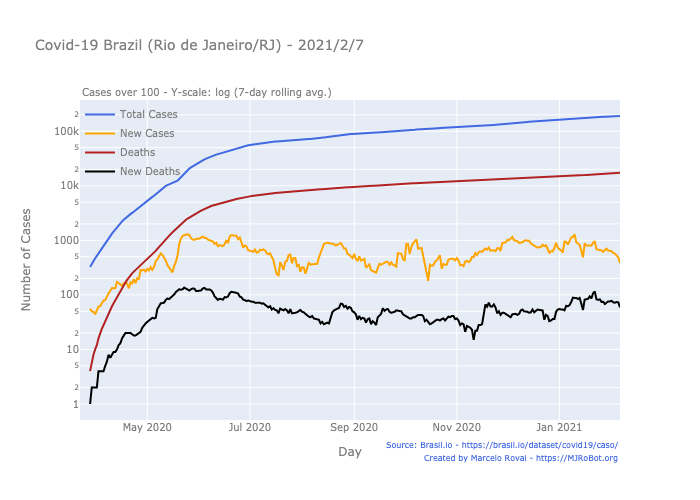 Covid-19 Brazil (Rio de Janeiro/RJ) - 2021/2/7
Cases over 100 - Y-scale: log (7-day rolling avg.)
Total Cases
New Cases
Deaths
New Deaths
2
100k
5
2
10k
5
2
1000
5
2
100
5
2
10
5
2
1
Number of Cases
May 2020
Jul 2020
Sep 2020
Nov 2020
Jan 2021
Day
Source: Brasil.io - https://brasil.io/dataset/covid19/caso/
Created by Marcelo Rovai - https://MJRoBot.org